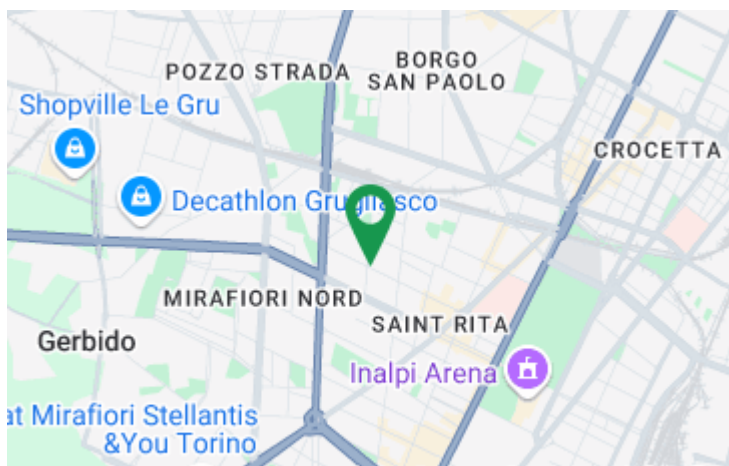 POZZO STRADA
BORGO
SAN PAOLO
Shopville Le Gru
CROCETTA
Decathlon Grugliasco
MIRAFIORI NORD
SAINT RITA
Gerbido
Inalpi Arena
at Mirafiori Stellantis
&You Torino